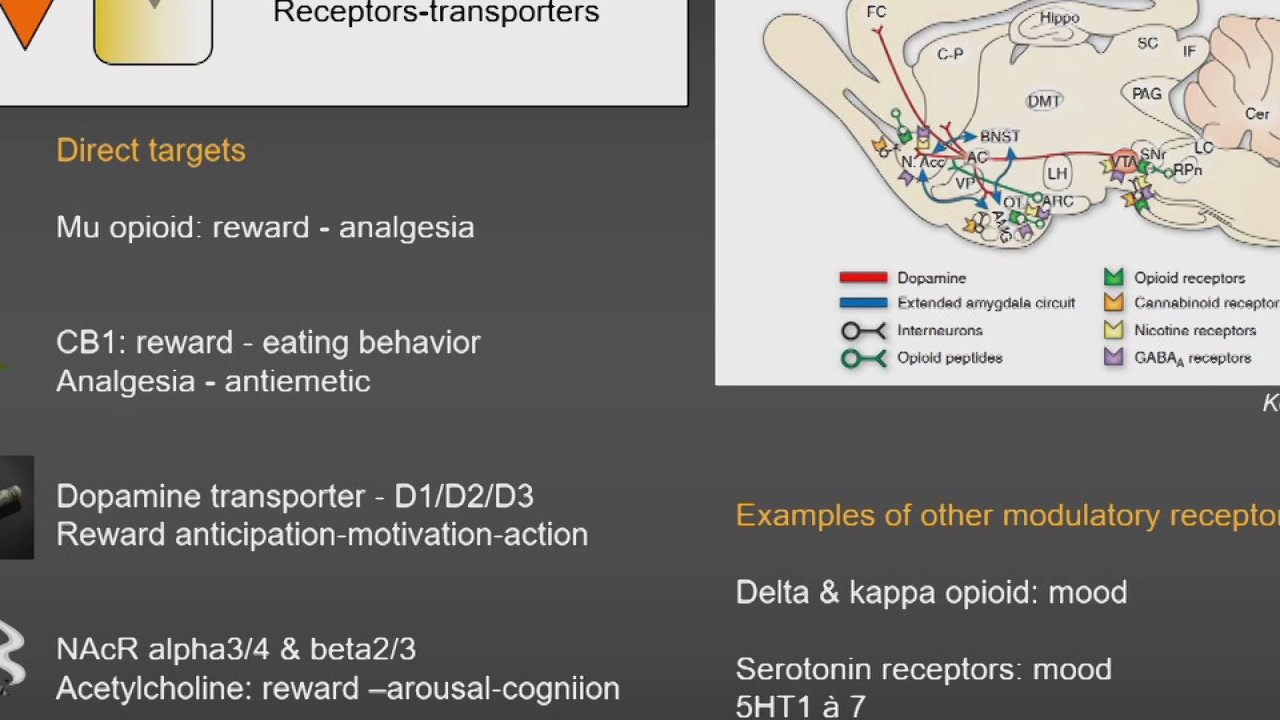 Receptors-transporters
Direct targets
Mu opioid: reward - analgesia
CB1: reward - eating behavior
Analgesia - antiemetic
Dopamine transporter - D1/D2/D3
Reward anticipation-motivation-action
NAcR alpha3/4 & beta2/3
Acetylcholine: reward –arousal-cogniion
FC
Hippo
C-P
SC
IF
DMT
PAG
Cer
BNST
N. Acc
AC
VTA
SNr
LC
VP
LH
RPn
OT
ARC
Dopamine
Opioid receptors
Extended amygdala circuit
Cannabinoid receptor
Interneurons
Nicotine receptors
Opioid peptides
GABAA receptors
Examples of other modulatory recepto
Delta & kappa opioid: mood
Serotonin receptors: mood
5HT1 à 7